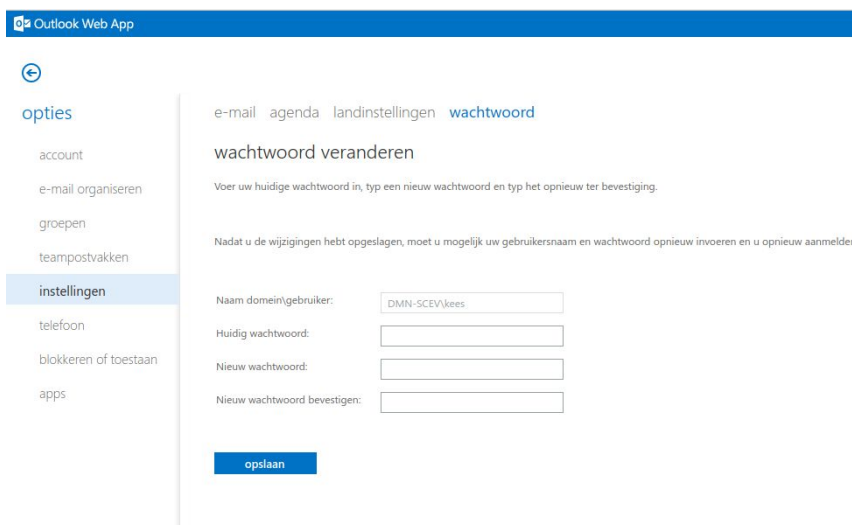 Outlook Web App
opties
account
e-mail organiseren
groepen
teampostvakken
instellingen
telefoon
blokkeren of toestaan
apps
e-mail agenda landinstellingen wachtwoord
wachtwoord veranderen
Voer uw huidige wachtwoord in, typ een nieuw wachtwoord en typ het opnieuw ter bevestiging.
Nadat u de wijzigingen hebt opgeslagen, moet u mogelijk uw gebruikersnaam en wachtwoord opnieuw invoeren en u opnieuw aanmelde
Naam domein\gebruiker: DMN-SCEV\kees
Huidig wachtwoord:
Nieuw wachtwoord:
Nieuw wachtwoord bevestigen:
opslaan